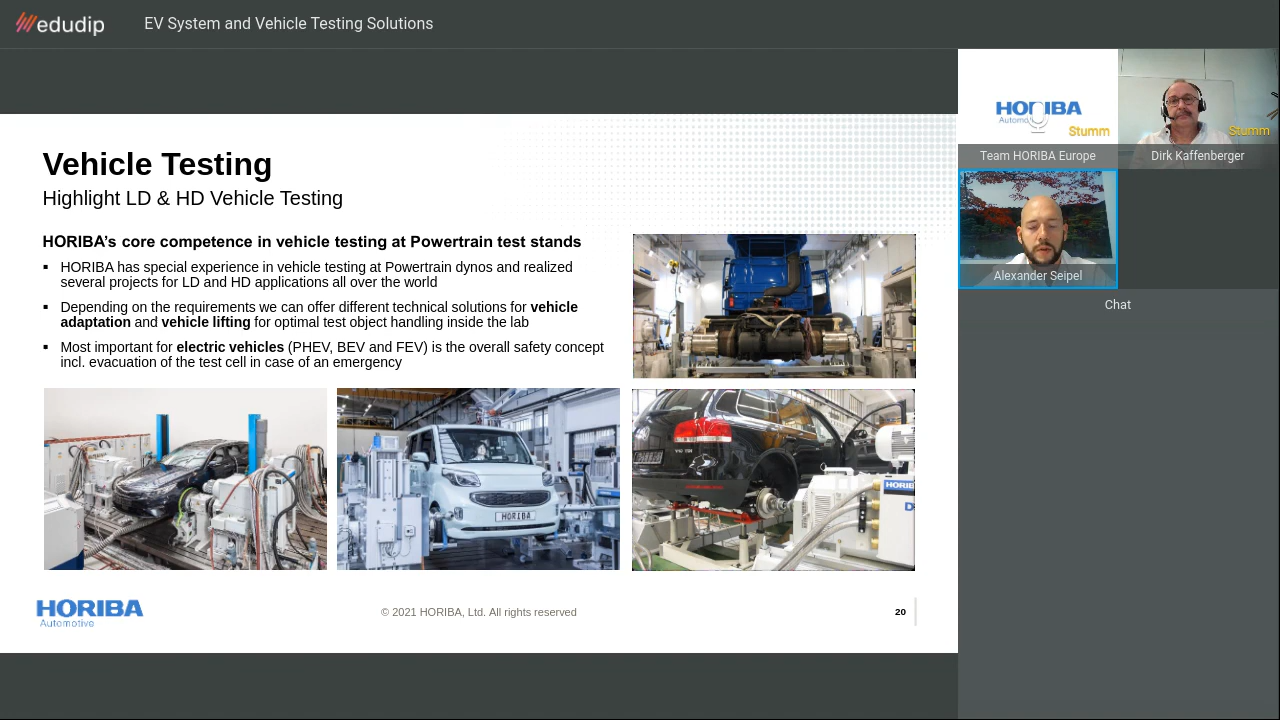 edudip
EV System and Vehicle Testing Solutions
HORIBA
Stumm
Stumm
Team HORIBA Europe
Dirk Kaffenberger
Alexander Seipel
Chat
Vehicle Testing
Highlight LD & HD Vehicle Testing
HORIBA's core competence in vehicle testing at Powertrain test stands
▪ HORIBA has special experience in vehicle testing at Powertrain dynos and realized
several projects for LD and HD applications all over the world
▪ Depending on the requirements we can offer different technical solutions for vehicle
adaptation and vehicle lifting for optimal test object handling inside the lab
▪ Most important for electric vehicles (PHEV, BEV and FEV) is the overall safety concept
incl. evacuation of the test cell in case of an emergency
HORIBA
HORIBA
Automotive
© 2021 HORIBA, Ltd. All rights reserved
20